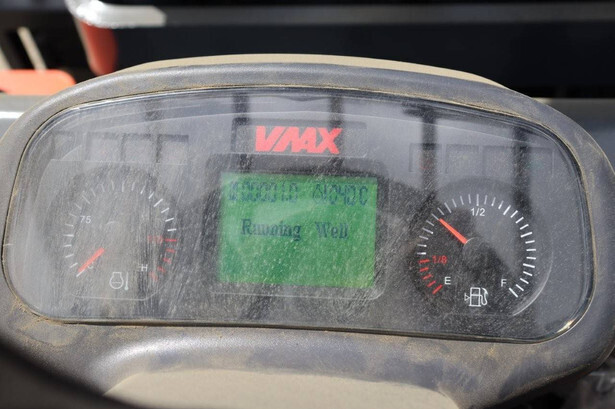 VMAX
Running Well
75
H
1/2
1/8
E
F